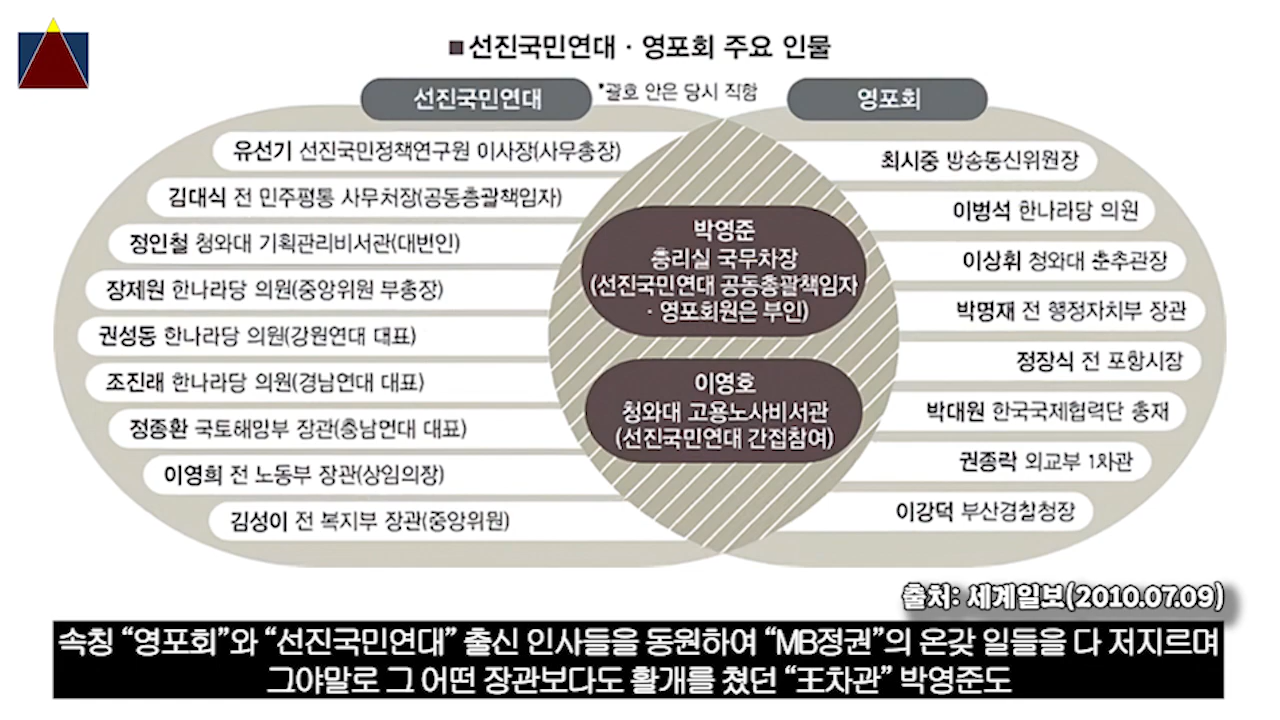 ■선진국민연대 · 영포회 주요 인물
선진국민연대
*괄호 안은 당시 직함
영포회
유선기 선진국민정책연구원 이사장(사무총장)
김대식 전 민주평통 사무처장(공동총괄책임자)
정인철 청와대 기획관리비서관(대변인)
장제원 한나라당 의원(중앙위원 부총장)
권성동 한나라당 의원(강원연대 대표)
조진래 한나라당 의원(경남연대 대표)
정종환 국토해양부 장관(충남연대 대표)
이영희 전 노동부 장관(상임의장)
김성이 전 복지부 장관(중앙위원)
박영준
총리실 국무차장
(선진국민연대 공동총괄책임자
· 영포회원은 부인)
이영호
청와대 고용노사비서관
(선진국민연대 간접참여)
최시중 방송통신위원장
이병석 한나라당 의원
이상휘 청와대 춘추관장
박명재 전 행정자치부 장관
정장식 전 포항시장
박대원 한국국제협력단 총재
권종락 외교부 1차관
이강덕 부산경찰청장
출처: 세계일보(2010.07.09)
속칭 “영포회”와 “선진국민연대” 출신 인사들을 동원하여 “MB정권”의 온갖 일들을 다 저지르며
그야말로 그 어떤 장관보다도 활개를 쳤던 “王차관” 박영준도